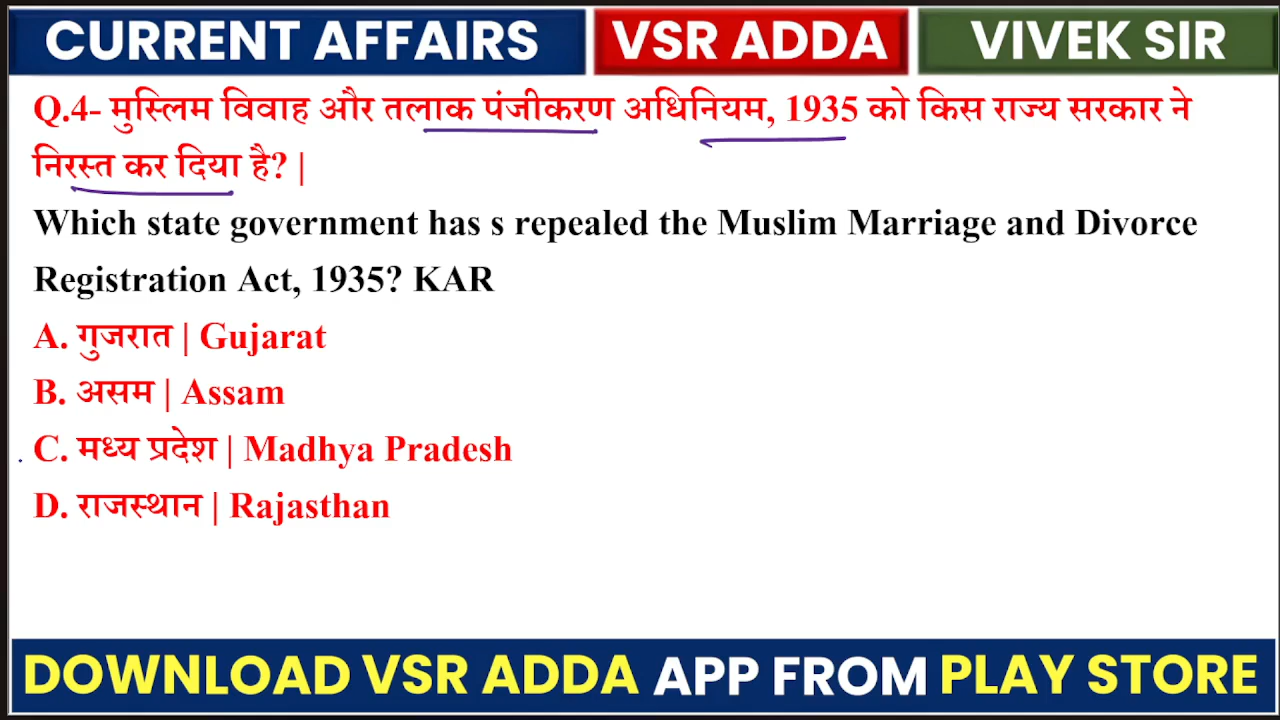 CURRENT AFFAIRS VSR ADDA VIVEK SIR
Q.4- मुस्लिम विवाह और तलाक पंजीकरण अधिनियम, 1935 को किस राज्य सरकार ने
निरस्त कर दिया है? |
Which state government has s repealed the Muslim Marriage and Divorce
Registration Act, 1935? KAR
A. गुजरात | Gujarat
B. असम | Assam
C. मध्य प्रदेश | Madhya Pradesh
D. राजस्थान | Rajasthan
DOWNLOAD VSR ADDA APP FROM PLAY STORE